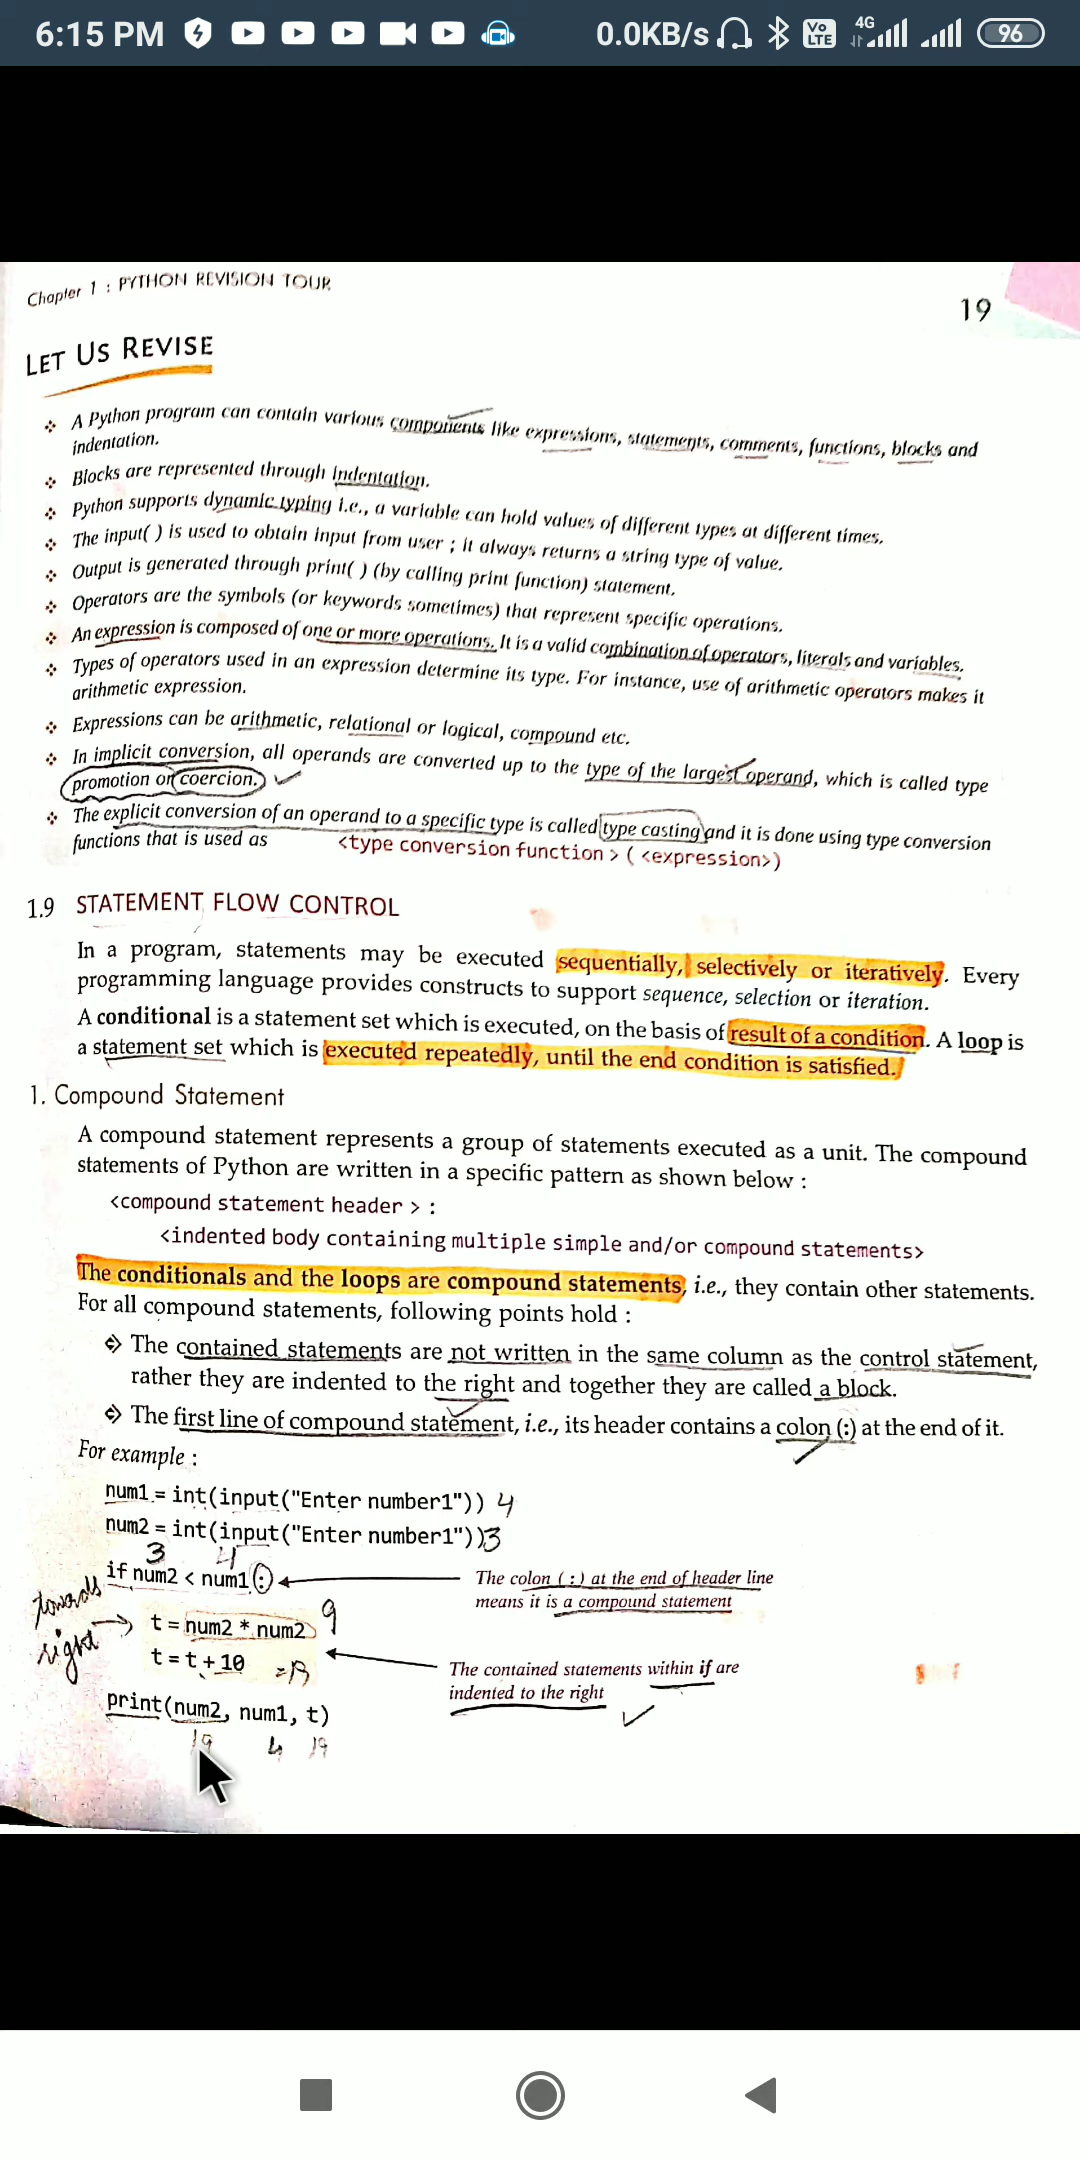 6:15 PM
0.0KB/s
Vo LTE
4G
96
Chapter 1 : PYTHON REVISION TOUR
19
LET US REVISE
❖ A Python program can contain various components like expressions, statements, comments, functions, blocks and
indentation.
❖ Blocks are represented through indentation.
❖ Python supports dynamic typing i.e., a variable can hold values of different types at different times.
❖ The input( ) is used to obtain input from user ; it always returns a string type of value.
❖ Output is generated through print( ) (by calling print function) statement.
❖ Operators are the symbols (or keywords sometimes) that represent specific operations.
❖ An expression is composed of one or more operations. It is a valid combination of operators, literals and variables.
❖ Types of operators used in an expression determine its type. For instance, use of arithmetic operators makes it
arithmetic expression.
❖ Expressions can be arithmetic, relational or logical, compound etc.
❖ In implicit conversion, all operands are converted up to the type of the largest operand, which is called type
promotion or coercion.
❖ The explicit conversion of an operand to a specific type is called type casting and it is done using type conversion
functions that is used as <type conversion function > ( <expression>)
1.9 STATEMENT FLOW CONTROL
In a program, statements may be executed sequentially, selectively or iteratively. Every
programming language provides constructs to support sequence, selection or iteration.
A conditional is a statement set which is executed, on the basis of result of a condition. A loop is
a statement set which is executed repeatedly, until the end condition is satisfied.
1. Compound Statement
A compound statement represents a group of statements executed as a unit. The compound
statements of Python are written in a specific pattern as shown below :
<compound statement header > :
<indented body containing multiple simple and/or compound statements>
The conditionals and the loops are compound statements, i.e., they contain other statements.
For all compound statements, following points hold :
The contained statements are not written in the same column as the control statement,
rather they are indented to the right and together they are called a block.
The first line of compound statement, i.e., its header contains a colon (:) at the end of it.
For example :
num1 = int(input("Enter number1")) 4
num2 = int(input("Enter number1")) 3
3 4
if num2 < num1 :
The colon ( : ) at the end of header line
means it is a compound statement
towards
right
t = num2 * num2 9
t = t + 10 = 19
The contained statements within if are
indented to the right
print(num2, num1, t)
19 4 19